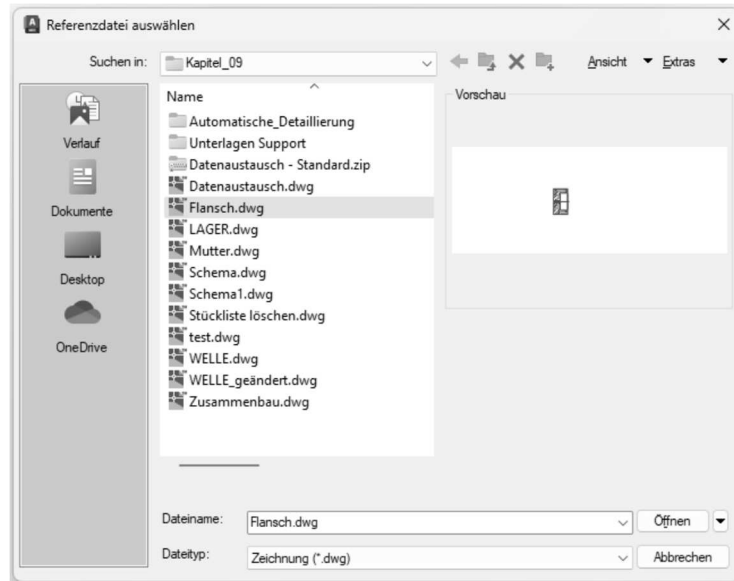 Referenzdatei auswählen
Suchen in: Kapitel_09 Ansicht Extras
Name
Vorschau
Automatische_Detaillierung
Unterlagen Support
Datenaustausch - Standard.zip
Datenaustausch.dwg
Flansch.dwg
LAGER.dwg
Mutter.dwg
Schema.dwg
Schema1.dwg
Stückliste löschen.dwg
test.dwg
WELLE.dwg
WELLE_geändert.dwg
Zusammenbau.dwg
Verlauf
Dokumente
Desktop
OneDrive
Dateiname: Flansch.dwg Öffnen
Dateityp: Zeichnung (*.dwg) Abbrechen